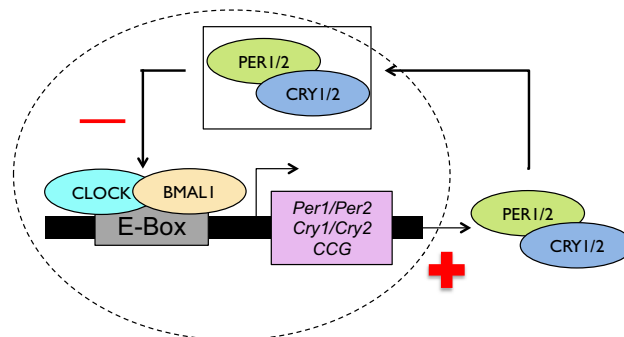 PER1/2
CRY1/2
CLOCK
BMAL1
E-Box
Per1/Per2
Cry1/Cry2
CCG
PER1/2
CRY1/2